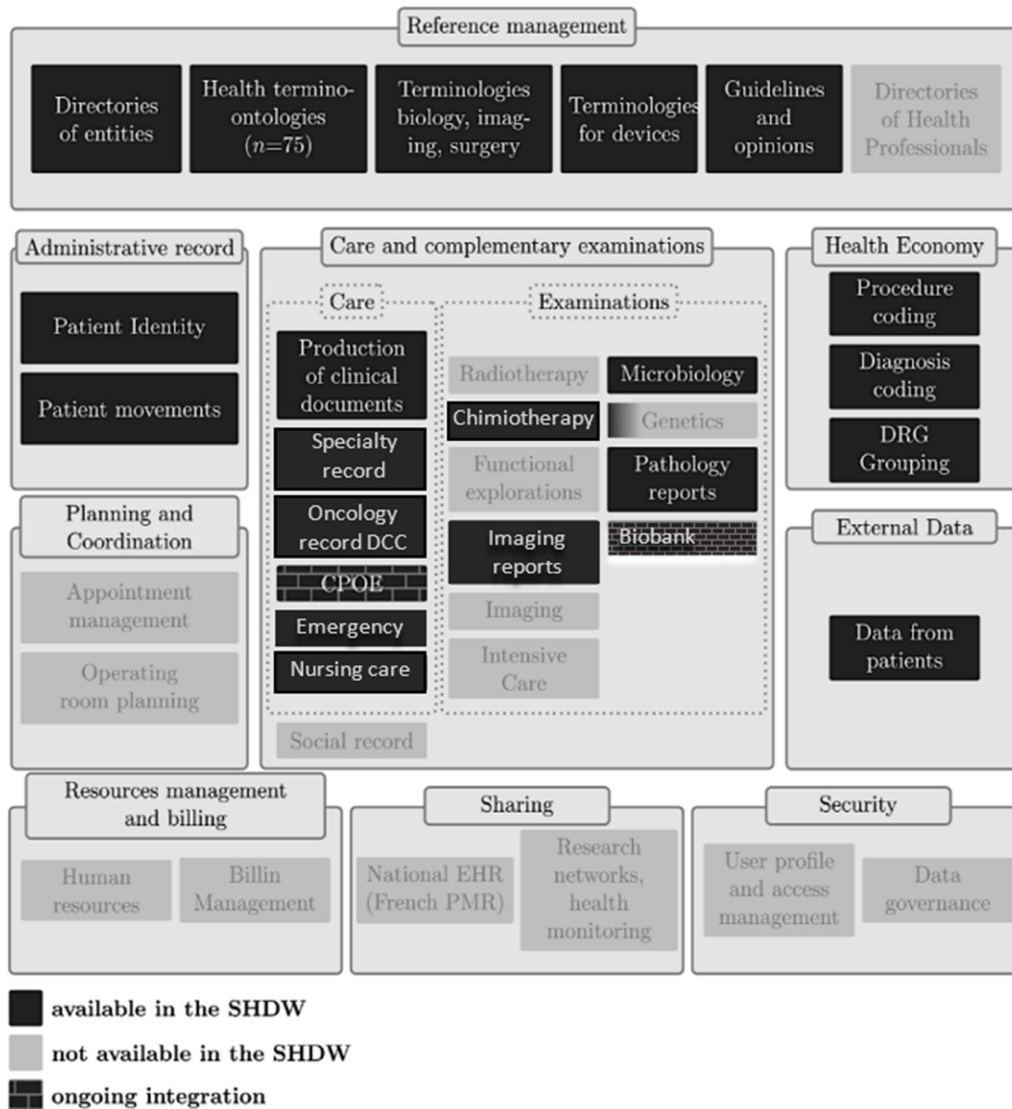 Reference management
Directories
of entities
Health termino-
ontologies
(n=75)
Terminologies
biology, imag-
ing, surgery
Terminologies
for devices
Guidelines
and
opinions
Directories
of Health
Professionals
Administrative record
Patient Identity
Patient movements
Care and complementary examinations
Care
Production
of clinical
documents
Specialty
record
Oncology
record DCC
CPOE
Emergency
Nursing care
Social record
Examinations
Radiotherapy
Chimiotherapy
Functional
explorations
Imaging
reports
Imaging
Intensive
Care
Microbiology
Genetics
Pathology
reports
Biobank
Health Economy
Procedure
coding
Diagnosis
coding
DRG
Grouping
Planning and
Coordination
Appointment
management
Operating
room planning
External Data
Data from
patients
Resources management
and billing
Human
resources
Billin
Management
Sharing
National EHR
(French PMR)
Research
networks,
health
monitoring
Security
User profile
and access
management
Data
governance
available in the SHDW
not available in the SHDW
ongoing integration